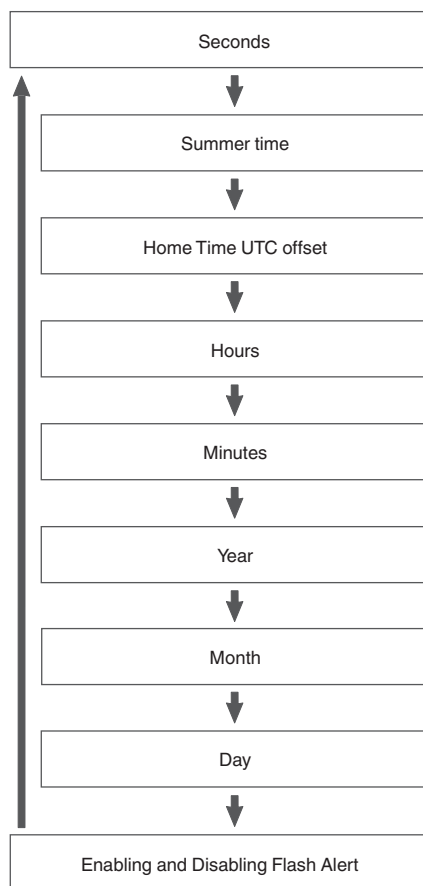 Seconds
Summer time
Home Time UTC offset
Hours
Minutes
Year
Month
Day
Enabling and Disabling Flash Alert